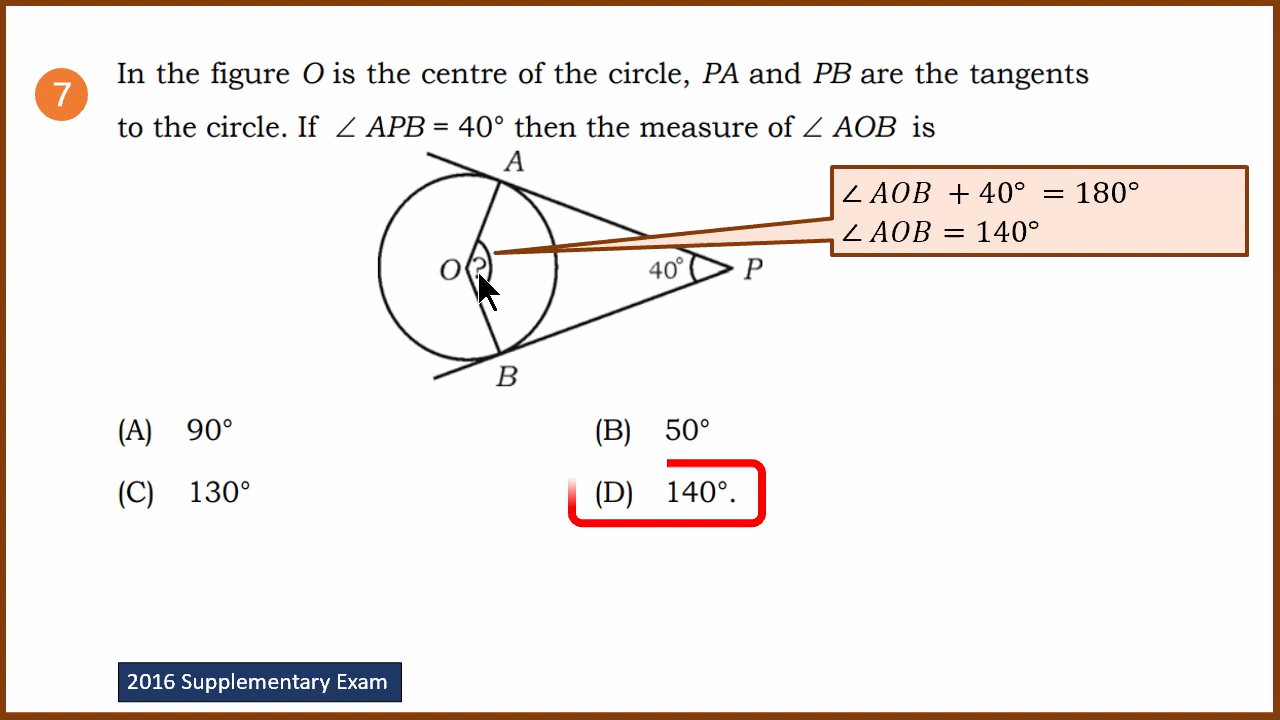 7
In the figure O is the centre of the circle, PA and PB are the tangents
to the circle. If ∠ APB = 40° then the measure of ∠ AOB is
A
∠ AOB + 40° = 180°
∠ AOB = 140°
O ? 40° P
B
(A) 90° (B) 50°
(C) 130° (D) 140°.
2016 Supplementary Exam